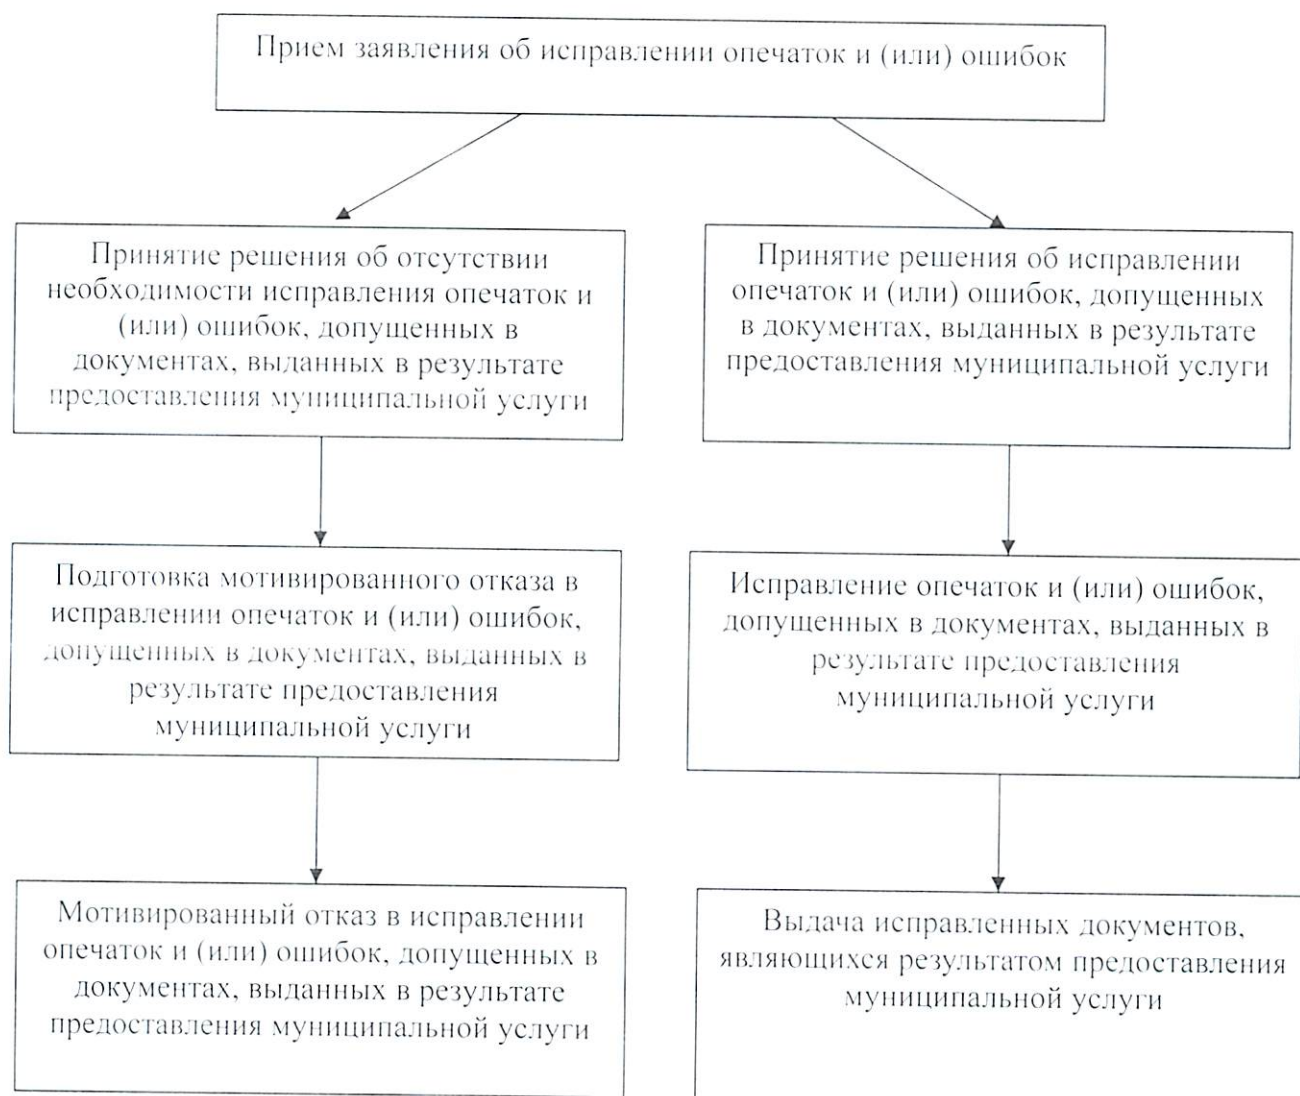 Прием заявления об исправлении опечаток и (или) ошибок
Принятие решения об отсутствии
необходимости исправления опечаток и
(или) ошибок, допущенных в
документах, выданных в результате
предоставления муниципальной услуги
Принятие решения об исправлении
опечаток и (или) ошибок, допущенных
в документах, выданных в результате
предоставления муниципальной услуги
Подготовка мотивированного отказа в
исправлении опечаток и (или) ошибок,
допущенных в документах, выданных в
результате предоставления
муниципальной услуги
Исправление опечаток и (или) ошибок,
допущенных в документах, выданных в
результате предоставления
муниципальной услуги
Мотивированный отказ в исправлении
опечаток и (или) ошибок, допущенных в
документах, выданных в результате
предоставления муниципальной услуги
Выдача исправленных документов,
являющихся результатом предоставления
муниципальной услуги